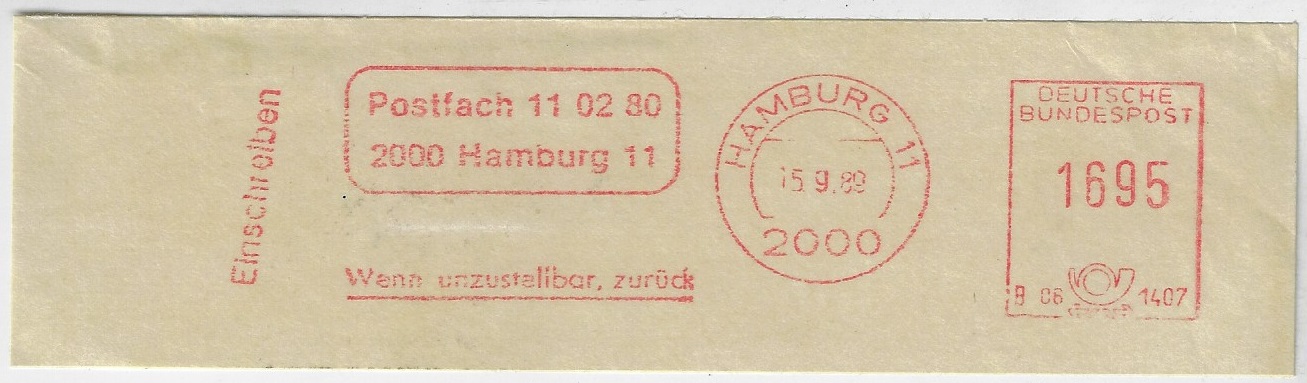 Einschreiben
Postfach 11 02 80
2000 Hamburg 11
Wenn unzustellbar, zurück
HAMBURG 11
15.9.89
2000
DEUTSCHE
BUNDESPOST
1695
B 06 1407